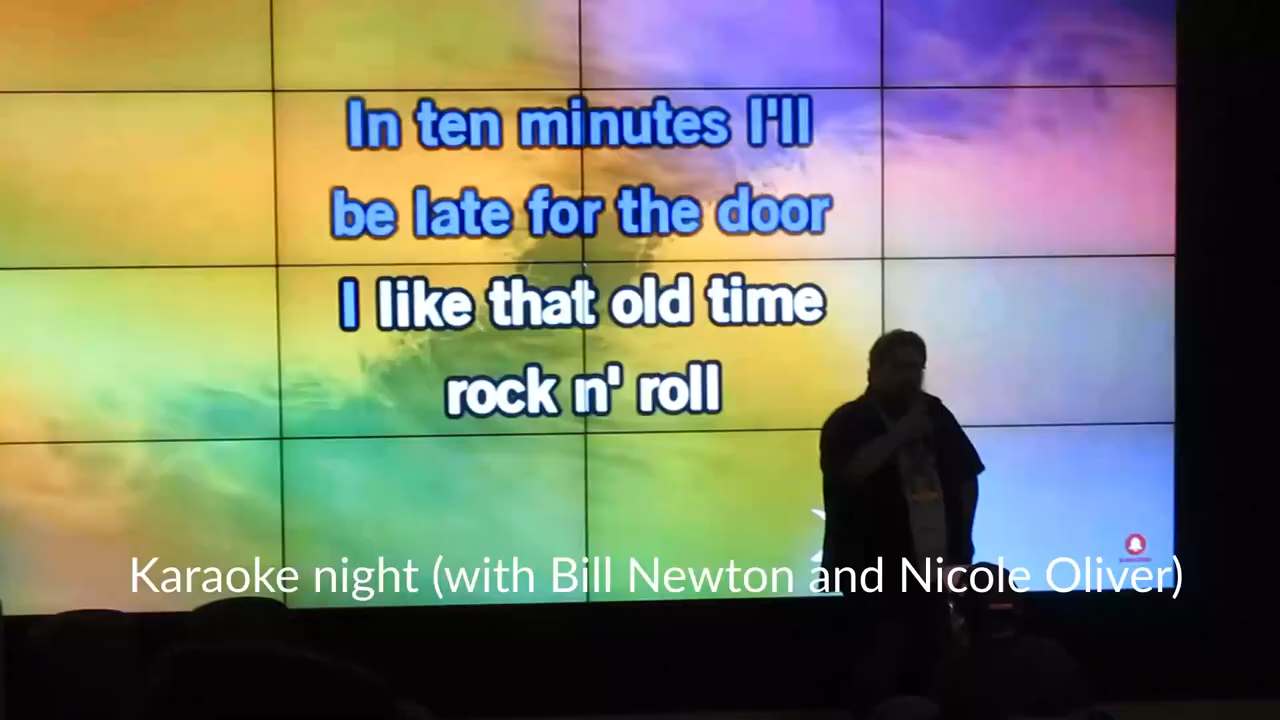 In ten minutes I'll
be late for the door
I like that old time
rock n' roll
Karaoke night (with Bill Newton and Nicole Oliver)